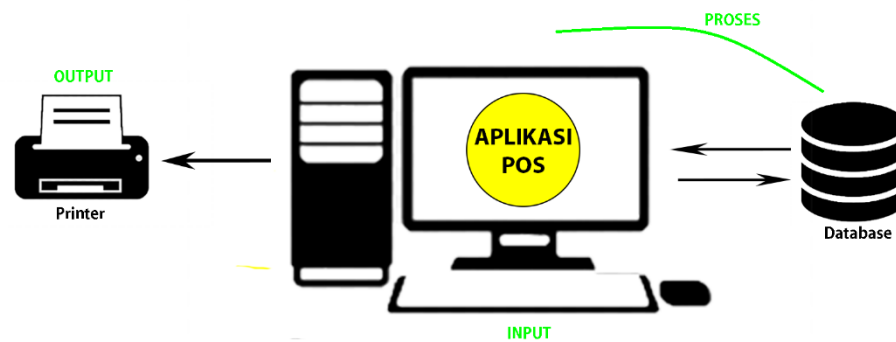 PROSES
OUTPUT
APLIKASI
POS
Printer
Database
INPUT